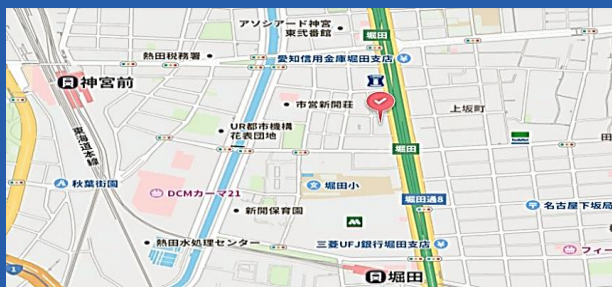 アソシアード神宮
東弐番館
堀田
熱田税務署
愛知信用金庫堀田支店
神宮前
市営新開荘
上坂町
東海道本線
UR都市機構
花表団地
堀田
田
秋葉街園
DCMカーマ21
堀田小
堀田通8
名古屋下坂局
新開保育園
熱田水処理センター
三菱UFJ銀行堀田支店
フィー
1
堀田